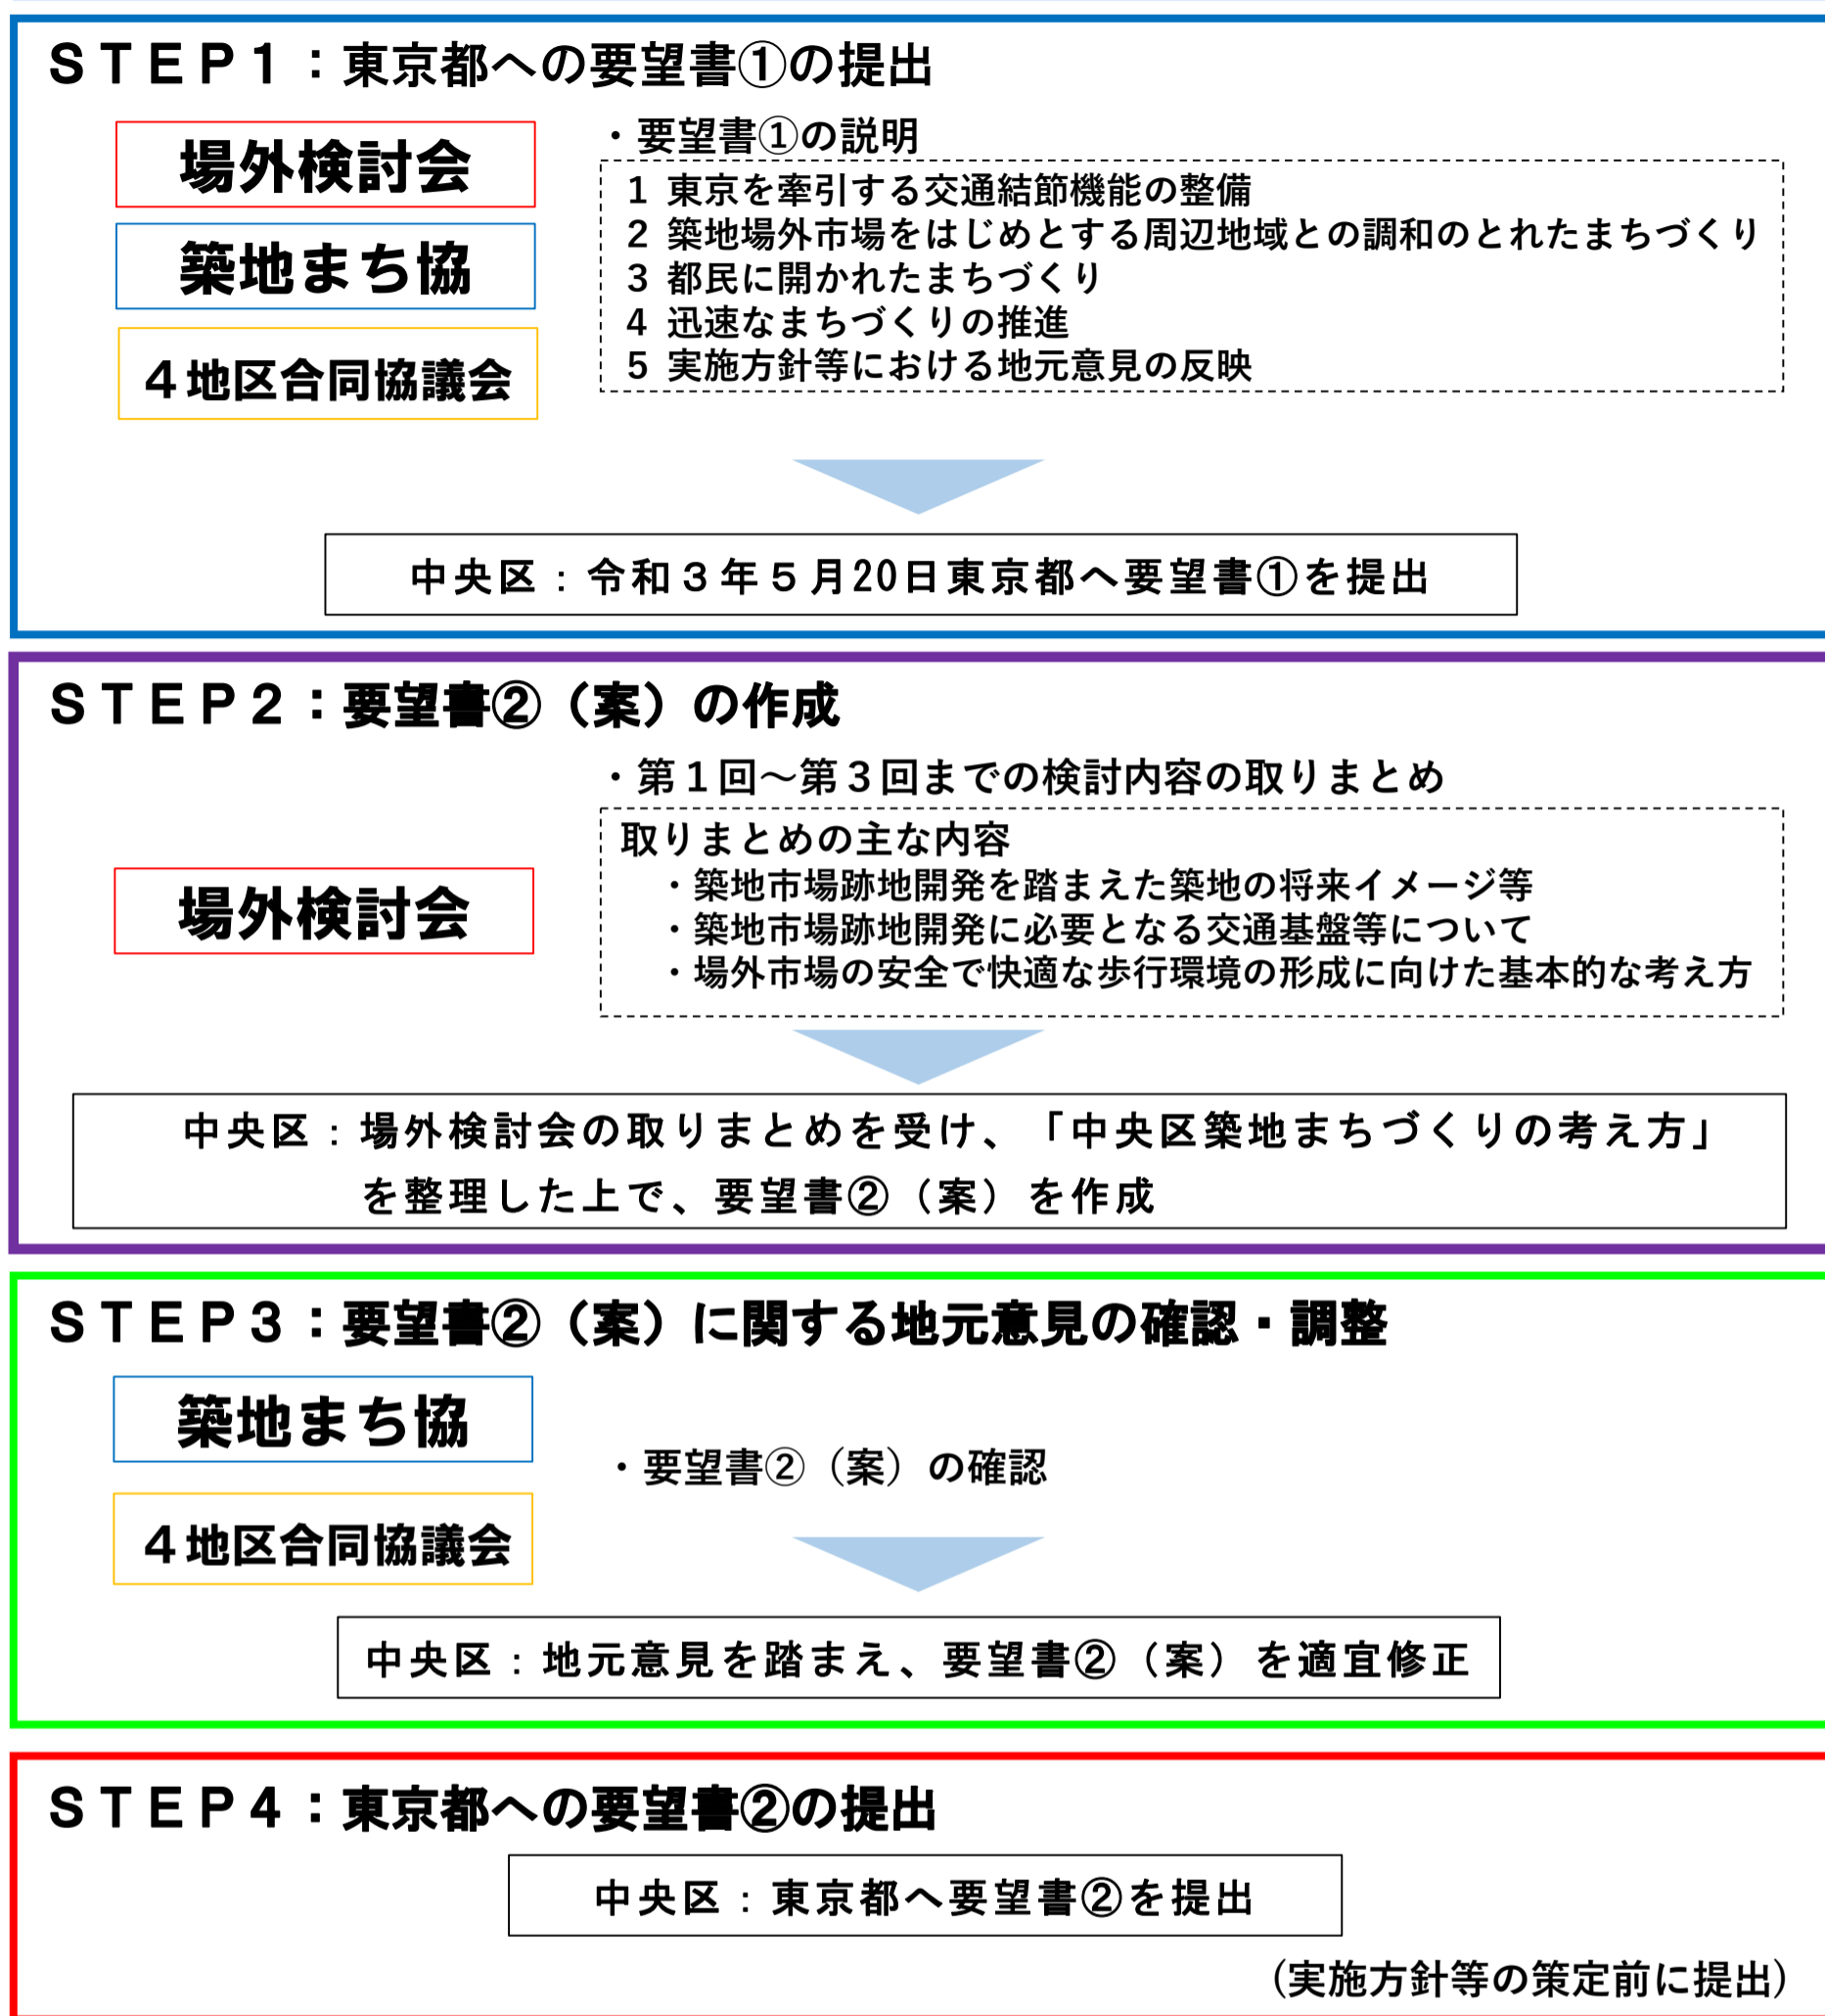 ＳＴＥＰ１：東京都への要望書①の提出
場外検討会
築地まち協
４地区合同協議会
・要望書①の説明
1 東京を牽引する交通結節機能の整備
2 築地場外市場をはじめとする周辺地域との調和のとれたまちづくり
3 都民に開かれたまちづくり
4 迅速なまちづくりの推進
5 実施方針等における地元意見の反映
中央区：令和３年５月20日東京都へ要望書①を提出
ＳＴＥＰ２：要望書②（案）の作成
・第１回～第３回までの検討内容の取りまとめ
場外検討会
取りまとめの主な内容
・築地市場跡地開発を踏まえた築地の将来イメージ等
・築地市場跡地開発に必要となる交通基盤等について
・場外市場の安全で快適な歩行環境の形成に向けた基本的な考え方
中央区：場外検討会の取りまとめを受け、「中央区築地まちづくりの考え方」
を整理した上で、要望書②（案）を作成
ＳＴＥＰ３：要望書②（案）に関する地元意見の確認・調整
築地まち協
４地区合同協議会
・要望書②（案）の確認
中央区：地元意見を踏まえ、要望書②（案）を適宜修正
ＳＴＥＰ４：東京都への要望書②の提出
中央区：東京都へ要望書②を提出
（実施方針等の策定前に提出）